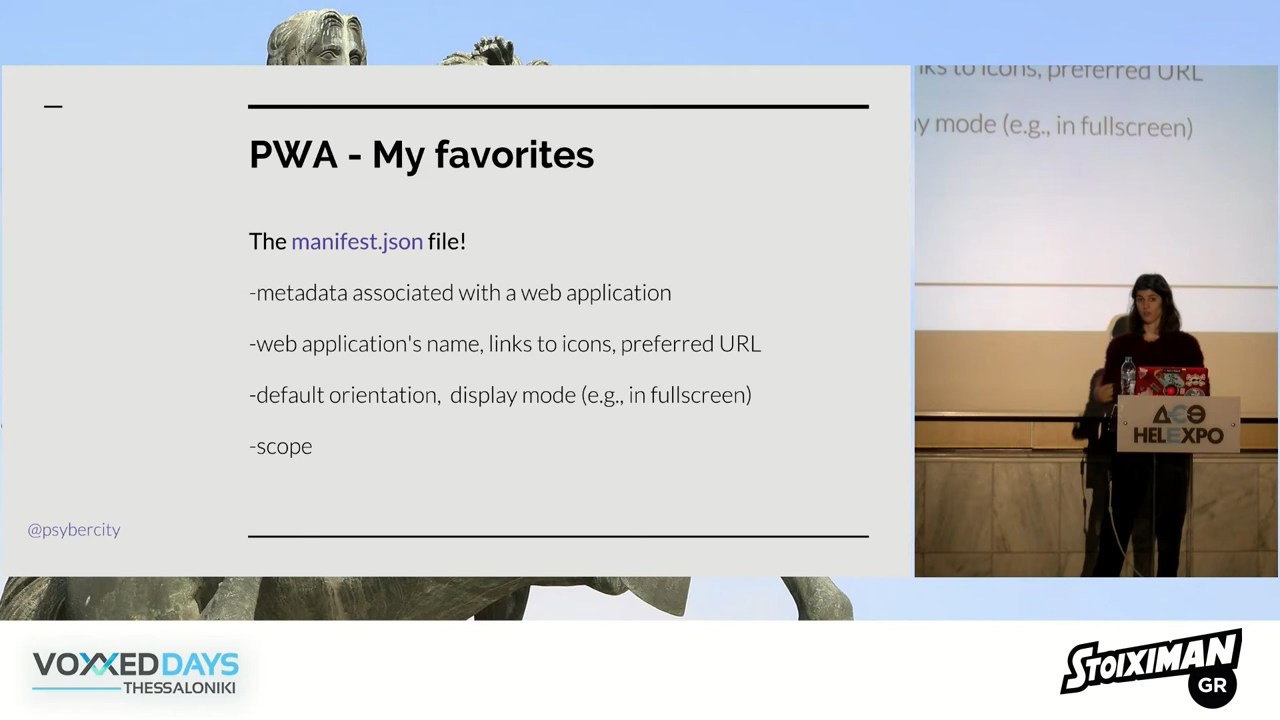 PWA - My favorites
The manifest.json file!
-metadata associated with a web application
-web application's name, links to icons, preferred URL
-default orientation,  display mode (e.g., in fullscreen)
-scope
@psybercity
links to icons, preferred URL
y mode (e.g., in fullscreen)
ΔΕΘ
HELEXPO
VOXXED DAYS
THESSALONIKI
STOIXIMAN
GR